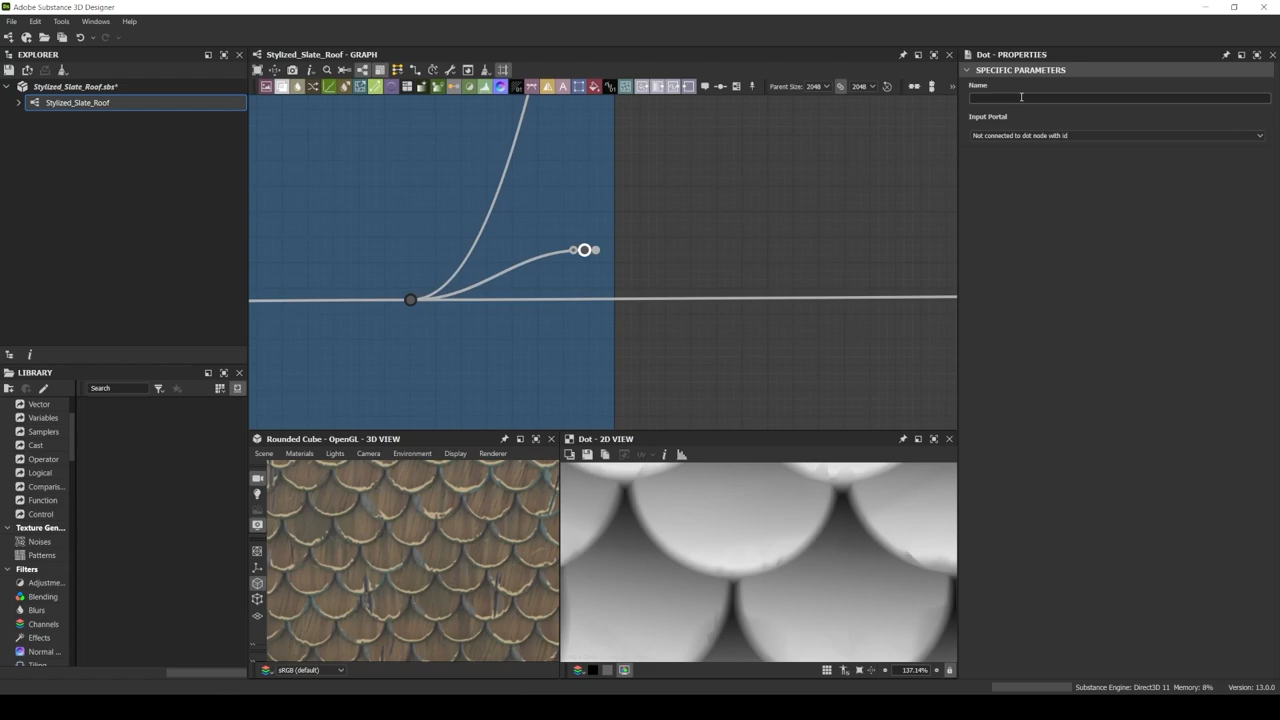 Adobe Substance 3D Designer
File Edit Tools Windows Help
EXPLORER
Stylized_Slate_Roof.sbs*
Stylized_Slate_Roof
LIBRARY
Search
Vector
Variables
Samplers
Cast
Operator
Logical
Comparis...
Function
Control
Texture Gen...
Noises
Patterns
Filters
Adjustme...
Blending
Blurs
Channels
Effects
Normal ...
Tiling
Stylized_Slate_Roof - GRAPH
Parent Size: 2048 2048
Rounded Cube - OpenGL - 3D VIEW
Scene Materials Lights Camera Environment Display Renderer
sRGB (default)
Dot - 2D VIEW
UV
137.14%
Dot - PROPERTIES
SPECIFIC PARAMETERS
Name
Input Portal
Not connected to dot node with id
Substance Engine: Direct3D 11 Memory: 8% Version: 13.0.0